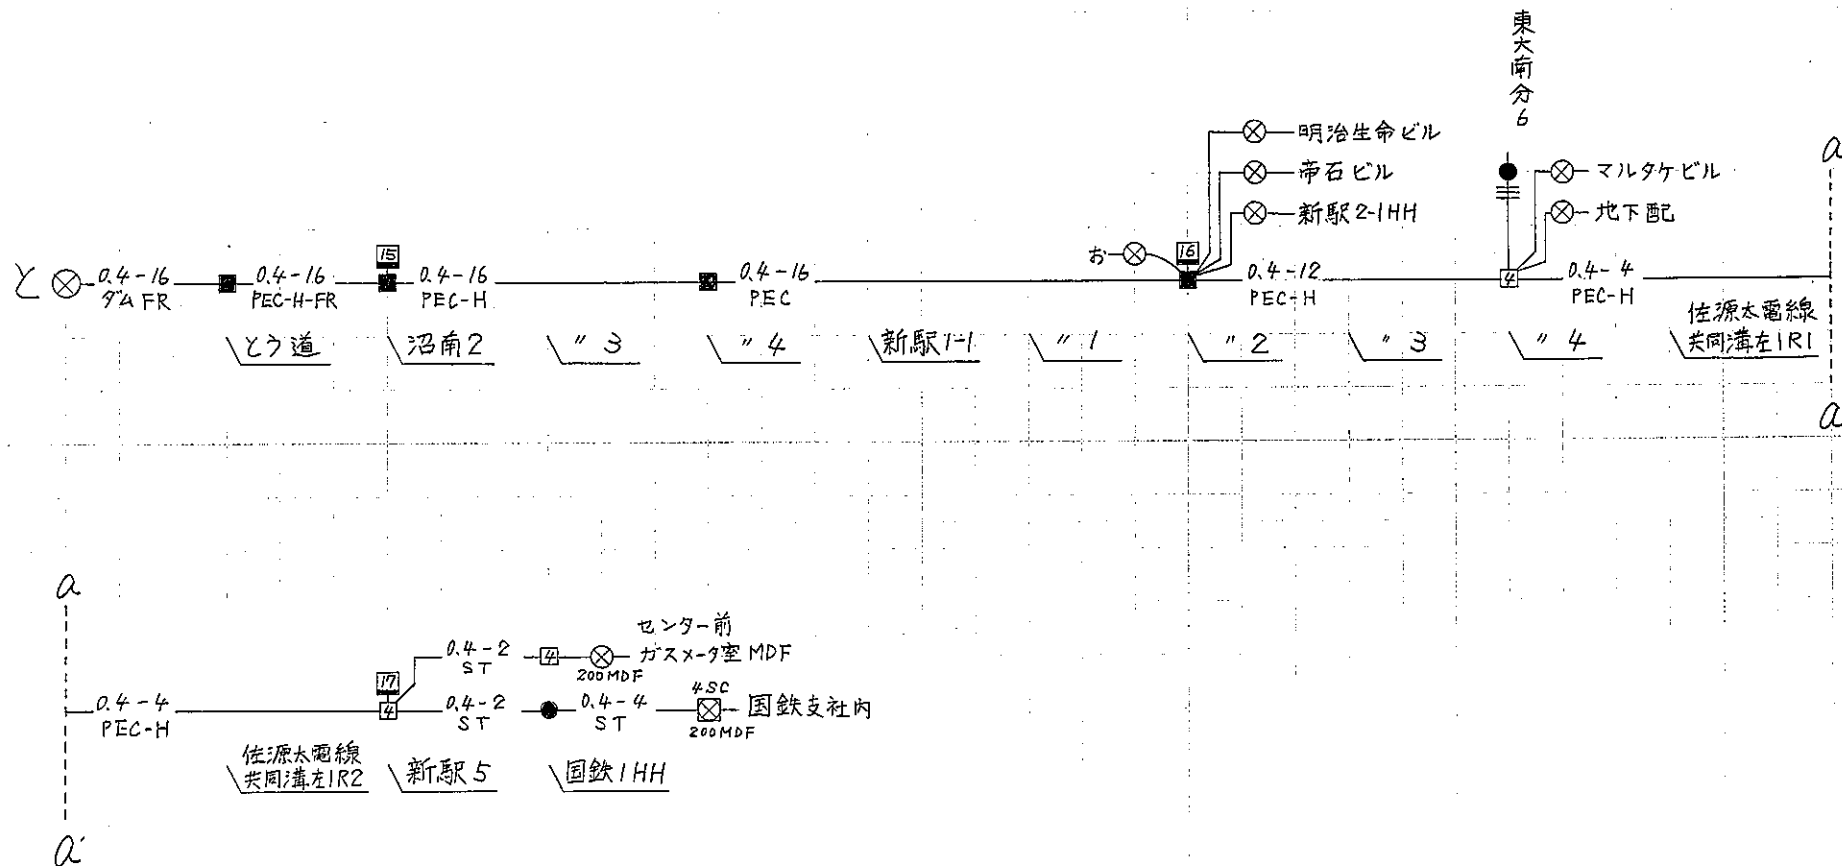 東大南分6
明治生命ビル
帝石ビル
新駅2-1HH
マルタケビル
地下配
a
と
0.4-16
ダム FR
0.4-16
PEC-H-FR
15
0.4-16
PEC-H
0.4-16
PEC
お
16
0.4-12
PEC-H
4
0.4-4
PEC-H
とう道
沼南2
〃3
〃4
新駅1-1
〃1
〃2
〃3
〃4
佐源太電線
共同溝左1R1
a
a
0.4-4
PEC-H
17
4
0.4-2
ST
4
200MDF
センター前
ガスメータ室MDF
0.4-2
ST
0.4-4
ST
4SC
200MDF
国鉄支社内
佐源太電線
共同溝左1R2
新駅5
国鉄1HH
a'